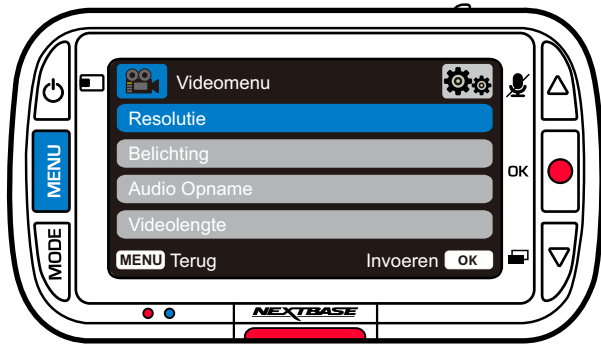 Videomenu
Resolutie
Belichting
Audio Opname
Videolengte
MENU Terug
Invoeren OK
MENU
MODE
OK
NEXTBASE